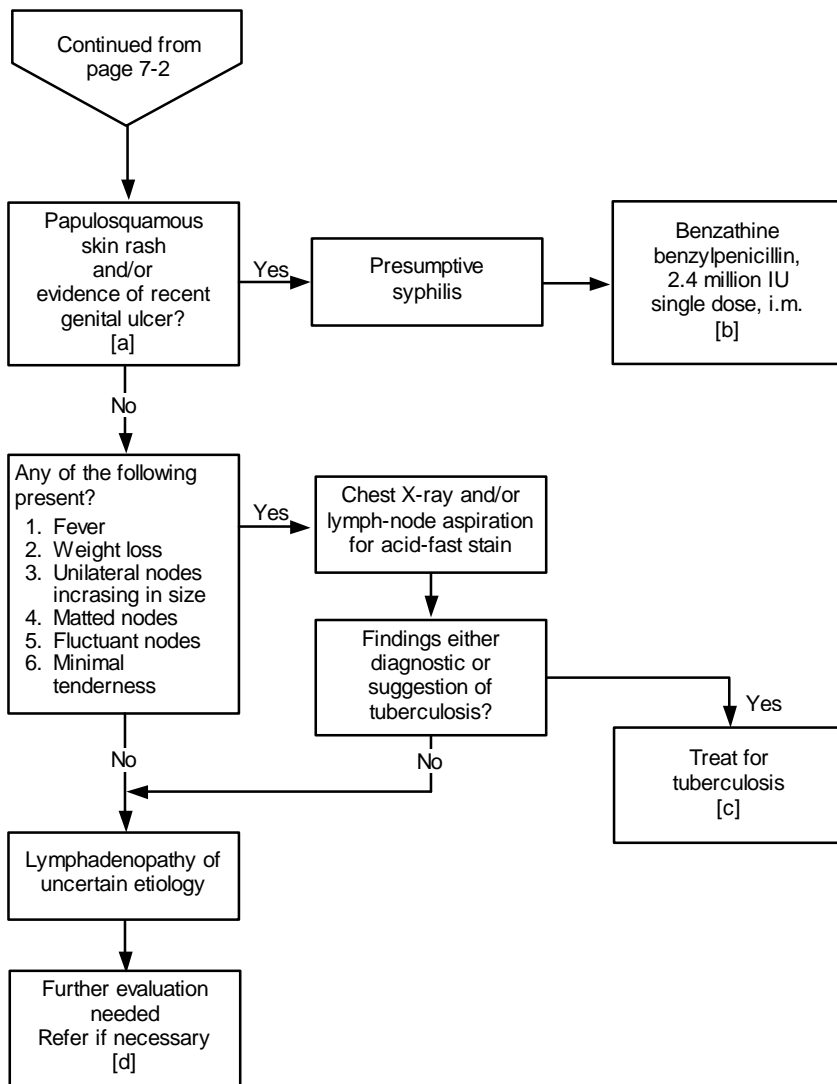 Continued from
page 7-2
Papulosquamous
skin rash
and/or
evidence of recent
genital ulcer?
[a]
Yes
Presumptive
syphilis
Benzathine
benzylpenicillin,
2.4 million IU
single dose, i.m.
[b]
No
Any of the following
present?
1. Fever
2. Weight loss
3. Unilateral nodes
incrasing in size
4. Matted nodes
5. Fluctuant nodes
6. Minimal
tenderness
Yes
Chest X-ray and/or
lymph-node aspiration
for acid-fast stain
Findings either
diagnostic or
suggestion of
tuberculosis?
Yes
Treat for
tuberculosis
[c]
No
No
Lymphadenopathy of
uncertain etiology
Further evaluation
needed
Refer if necessary
[d]